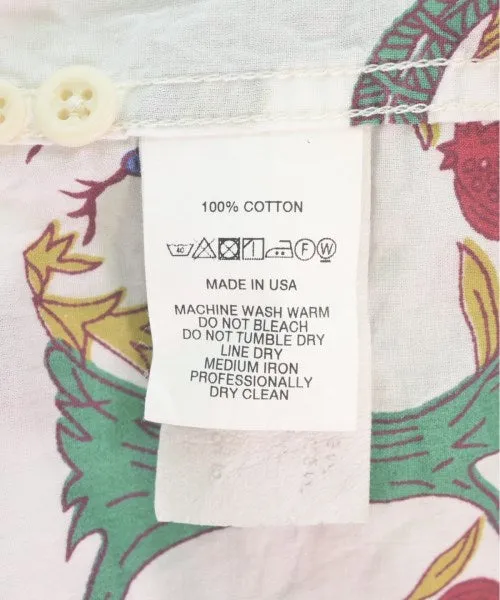 100% COTTON
40 F W
MADE IN USA
MACHINE WASH WARM
DO NOT BLEACH
DO NOT TUMBLE DRY
LINE DRY
MEDIUM IRON
PROFESSIONALLY
DRY CLEAN